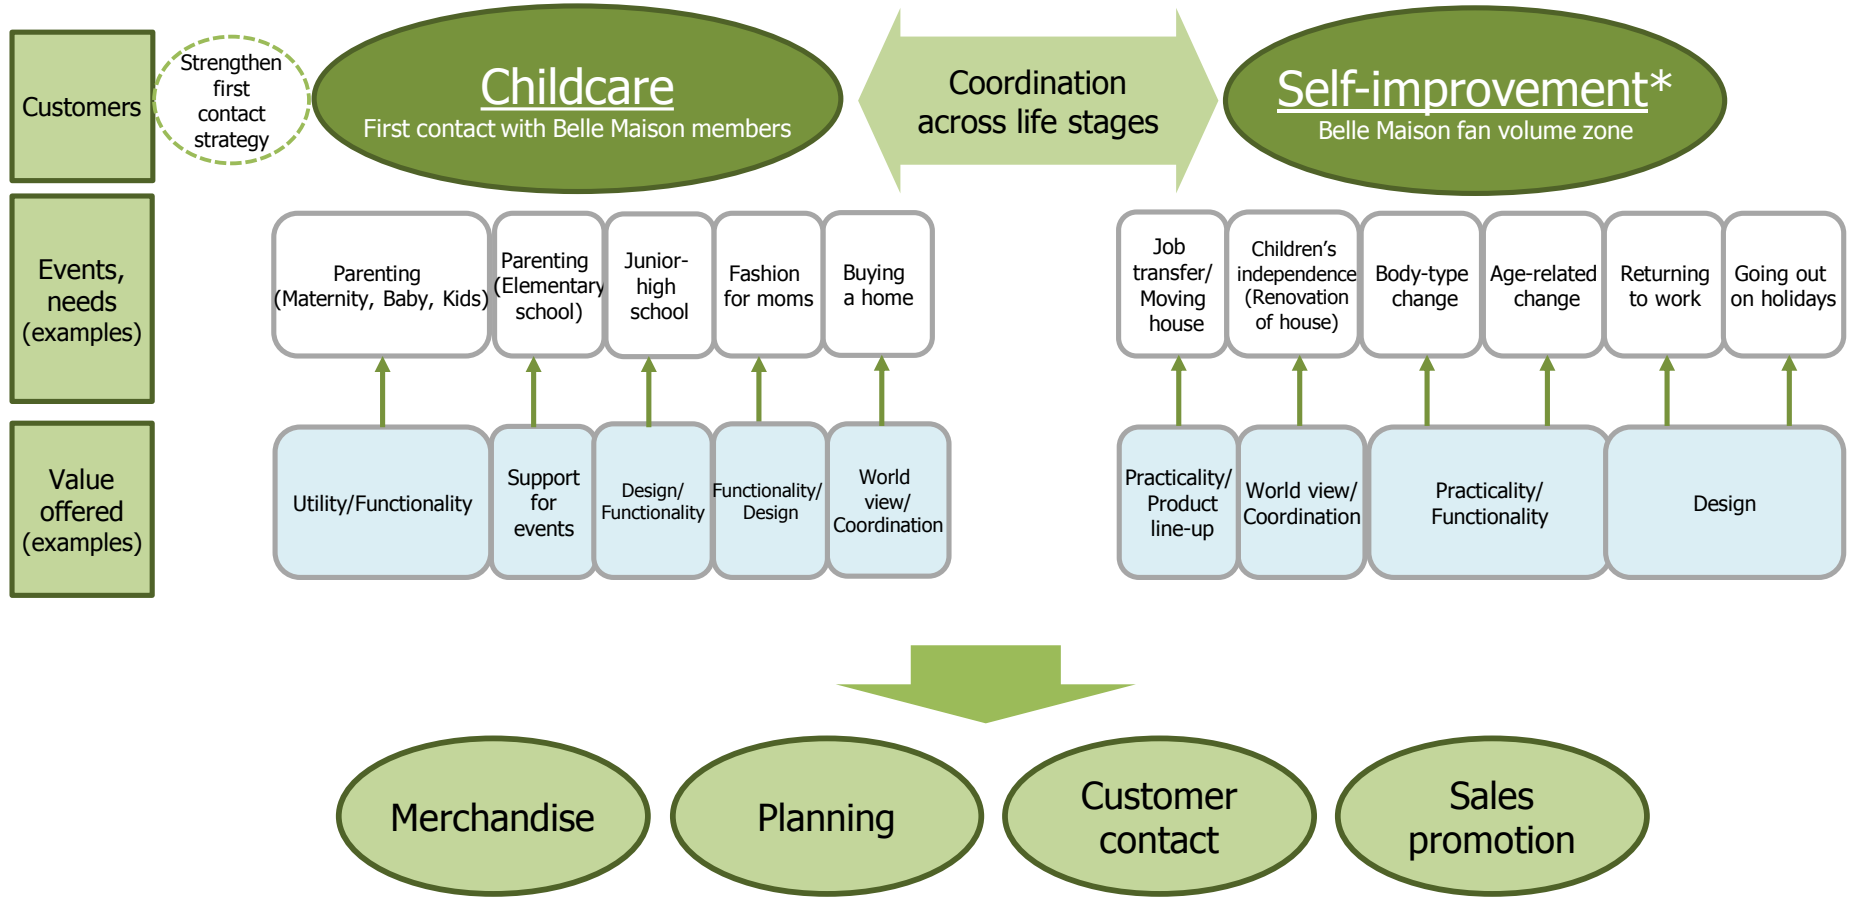 Customers
Strengthen
first
contact
strategy
Childcare
First contact with Belle Maison members
Coordination
across life stages
Self-improvement*
Belle Maison fan volume zone
Events,
needs
(examples)
Parenting
(Maternity, Baby, Kids)
Parenting
(Elementary
school)
Junior-
high
school
Fashion
for moms
Buying
a home
Job
transfer/
Moving
house
Children's
independence
(Renovation
of house)
Body-type
change
Age-related
change
Returning
to work
Going out
on holidays
Value
offered
(examples)
Utility/Functionality
Support
for
events
Design/
Functionality
Functionality/
Design
World
view/
Coordination
Practicality/
Product
line-up
World view/
Coordination
Practicality/
Functionality
Design
Merchandise
Planning
Customer
contact
Sales
promotion